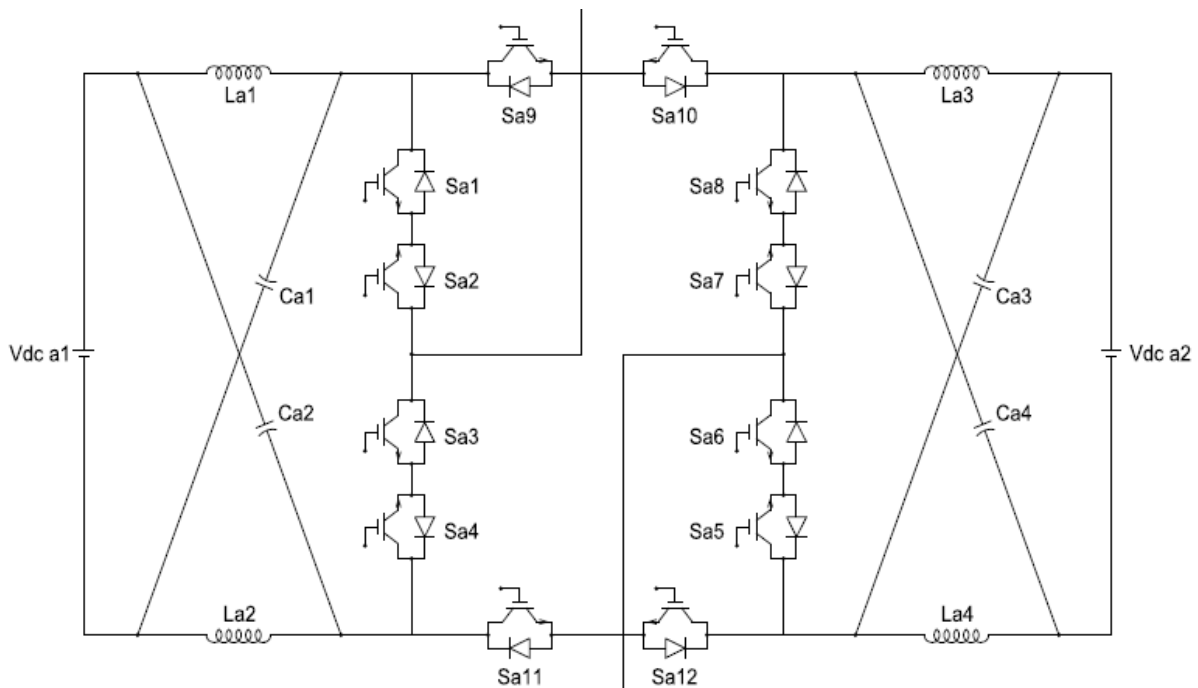 La1
Sa9
Sa10
La3
Sa1
Sa8
Sa2
Sa7
Ca1
Ca3
Vdc a1
Vdc a2
Ca2
Ca4
Sa3
Sa6
Sa4
Sa5
La2
La4
Sa11
Sa12